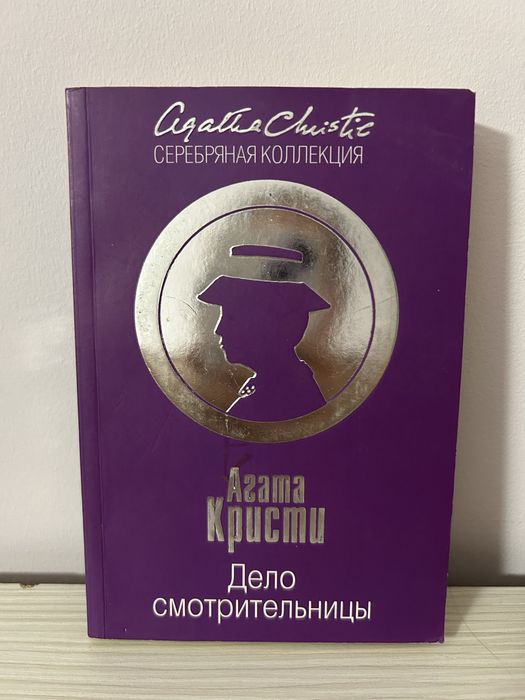 Agatha Christie
СЕРЕБРЯНАЯ КОЛЛЕКЦИЯ
Агата
Кристи
Дело
смотрительницы